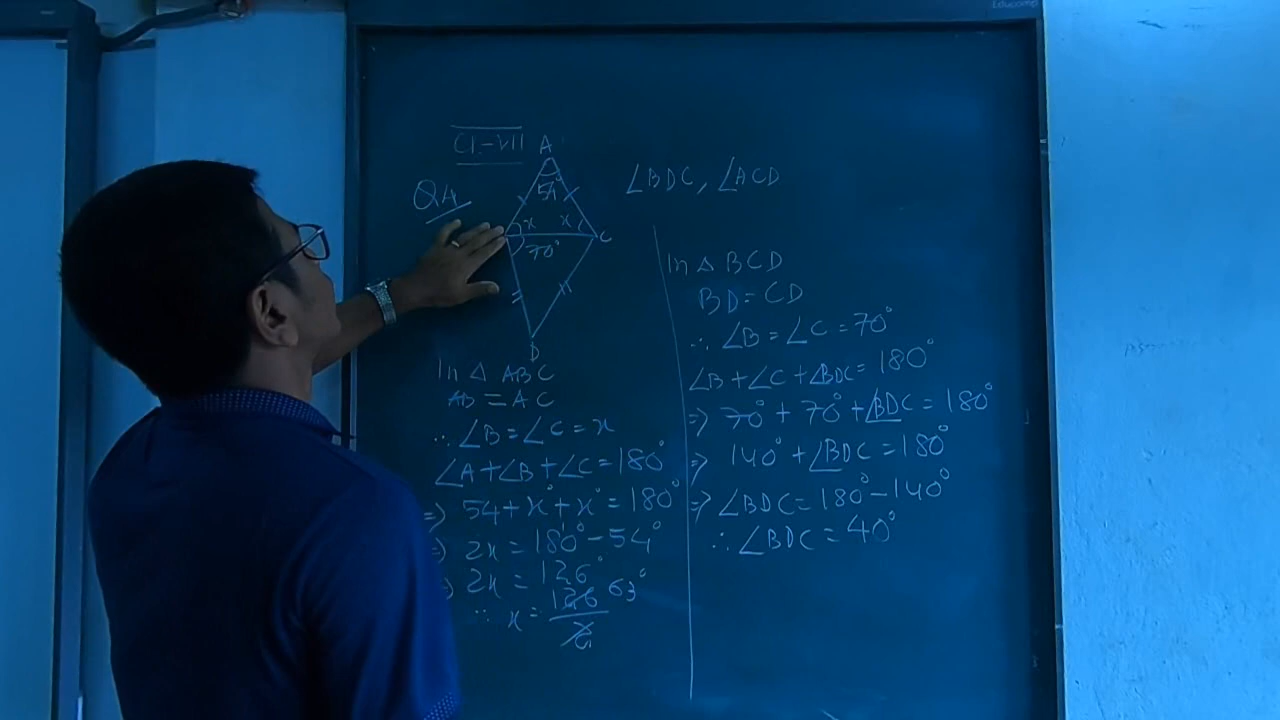 Educomp
Cl-VII
Q4
A
54°
x x
C
70°
D
∠BDC, ∠ACD
In △ ABC
AB = AC
∴ ∠B = ∠C = x
∠A + ∠B + ∠C = 180°
⇒ 54 + x° + x° = 180°
⇒ 2x = 180° - 54°
⇒ 2x = 126°
∴ x = 126/2 63°
In △ BCD
BD = CD
∴ ∠B = ∠C = 70°
∠B + ∠C + ∠BDC = 180°
⇒ 70° + 70° + ∠BDC = 180°
⇒ 140° + ∠BDC = 180°
⇒ ∠BDC = 180° - 140°
∴ ∠BDC = 40°